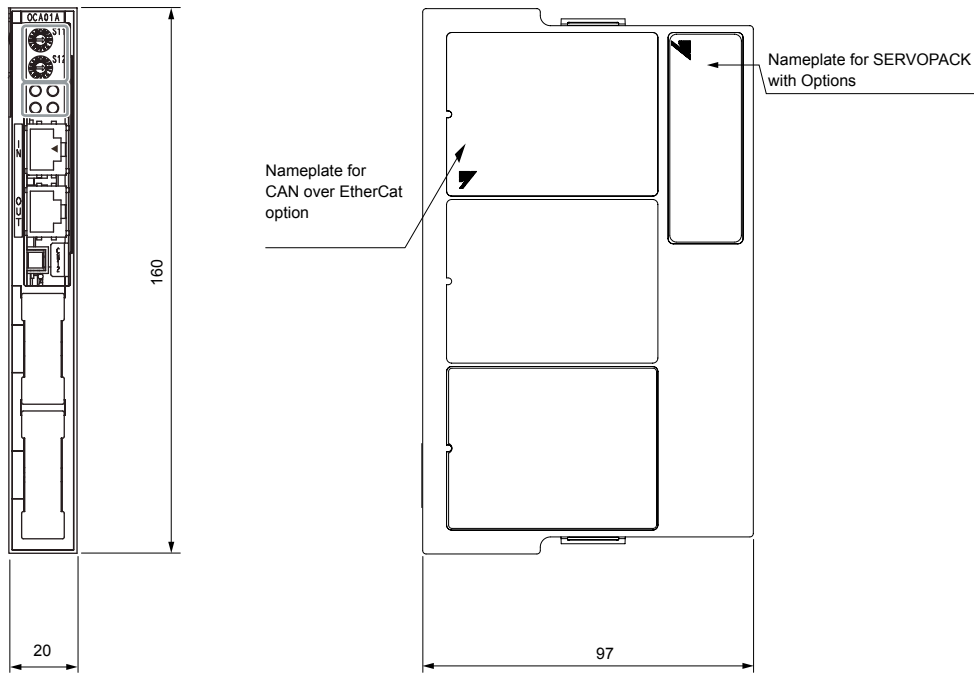 OCA01A
S11
S12
IN
OUT
CN12
160
20
Nameplate for
CAN over EtherCat
option
Nameplate for SERVOPACK
with Options
97